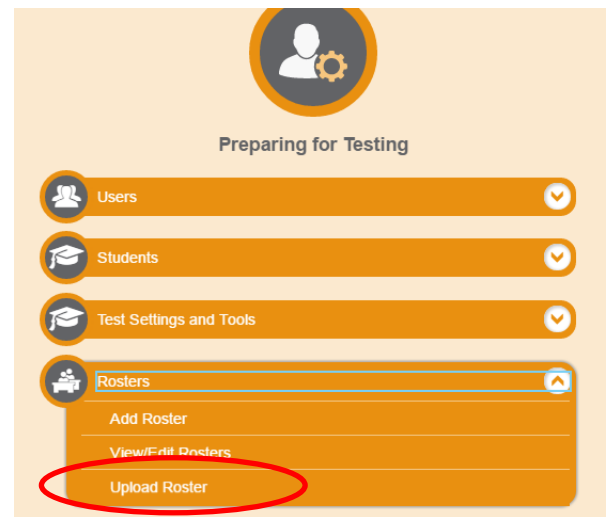 Preparing for Testing
Users
Students
Test Settings and Tools
Rosters
Add Roster
View/Edit Rosters
Upload Roster